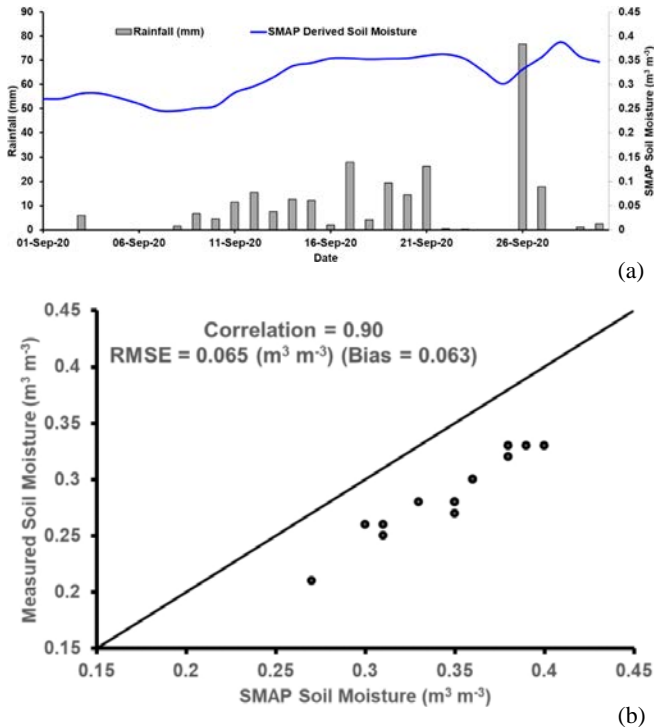 Rainfall (mm) SMAP Derived Soil Moisture
90
80
70
60
50
40
30
20
10
0
Rainfall (mm)
0.45
0.4
0.35
0.3
0.25
0.2
0.15
0.1
0.05
0
SMAP Soil Moisture (m³ m⁻³)
01-Sep-20 06-Sep-20 11-Sep-20 16-Sep-20 21-Sep-20 26-Sep-20
Date
(a)
Correlation = 0.90
RMSE = 0.065 (m³ m⁻³) (Bias = 0.063)
0.45
0.4
0.35
0.3
0.25
0.2
0.15
Measured Soil Moisture (m³ m⁻³)
0.15 0.2 0.25 0.3 0.35 0.4 0.45
SMAP Soil Moisture (m³ m⁻³)
(b)